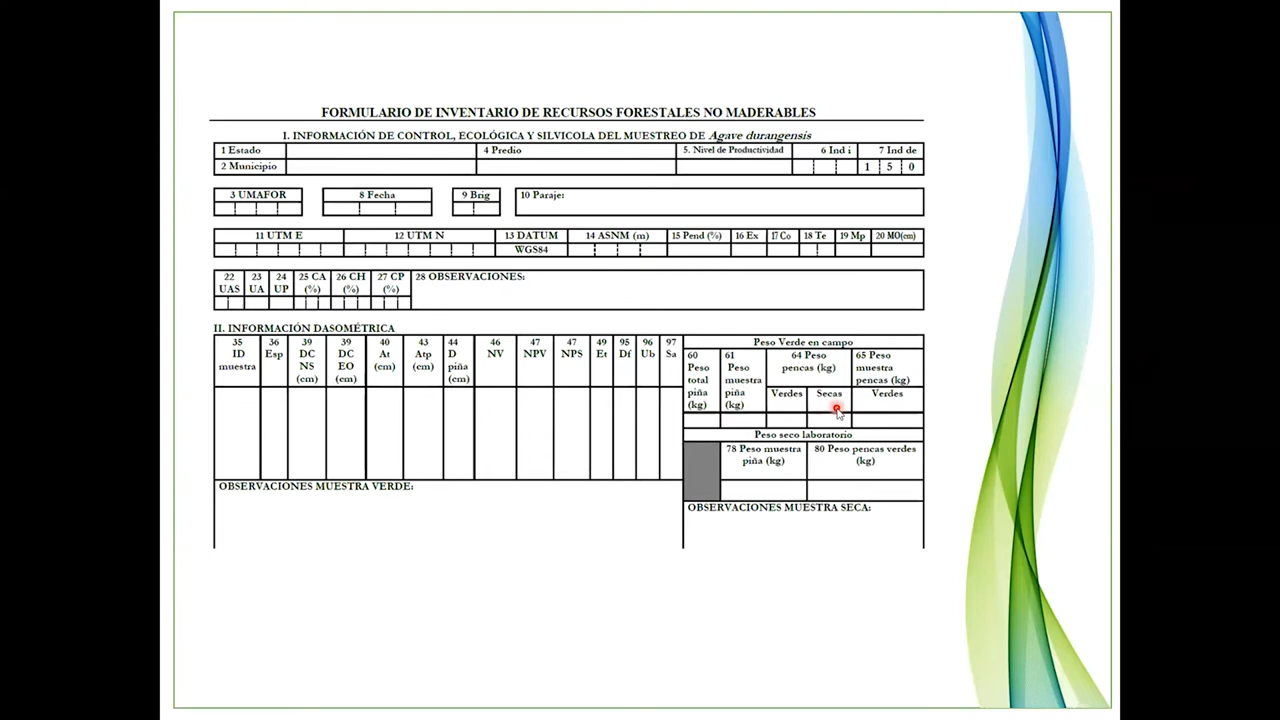 FORMULARIO DE INVENTARIO DE RECURSOS FORESTALES NO MADERABLES
I. INFORMACIÓN DE CONTROL, ECOLÓGICA Y SILVICOLA DEL MUESTREO DE Agave durangensis
1 Estado 4 Predio 5. Nivel de Productividad 6 Ind i 7 Ind de
2 Municipio 1 5 0
3 UMAFOR 8 Fecha 9 Brig 10 Paraje:
11 UTM E 12 UTM N 13 DATUM 14 ASNM (m) 15 Pend (%) 16 Ex 17 Co 18 Te 19 Mp 20 MO(cm)
WGS84
22 UAS 23 UA 24 UP 25 CA (%) 26 CH (%) 27 CP (%) 28 OBSERVACIONES:
II. INFORMACIÓN DASOMÉTRICA
35 ID muestra 36 Esp 39 DC NS (cm) 39 DC EO (cm) 40 At (cm) 43 Atp (cm) 44 D piña (cm) 46 NV 47 NPV 47 NPS 49 Et 95 Df 96 Ub 97 Sa
Peso Verde en campo
60 Peso total piña (kg) 61 Peso muestra piña (kg) 64 Peso pencas (kg) 65 Peso muestra pencas (kg)
Verdes Secas Verdes
Peso seco laboratorio
78 Peso muestra piña (kg) 80 Peso pencas verdes (kg)
OBSERVACIONES MUESTRA VERDE:
OBSERVACIONES MUESTRA SECA: